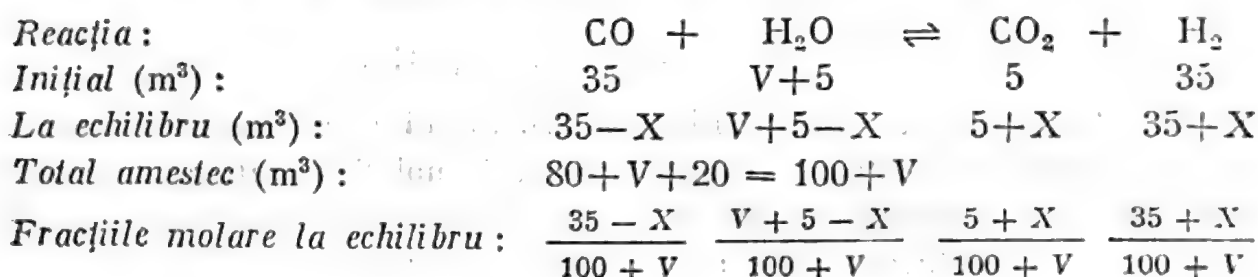 Reacția: CO + H₂O ⇌ CO₂ + H₂
Inițial (m³): 35 V+5 5 35
La echilibru (m³): 35−X V+5−X 5+X 35+X
Total amestec (m³): 80+V+20 = 100+V
Fracțiile molare la echilibru: (35 − X)/(100 + V) (V + 5 − X)/(100 + V) (5 + X)/(100 + V) (35 + X)/(100 + V)